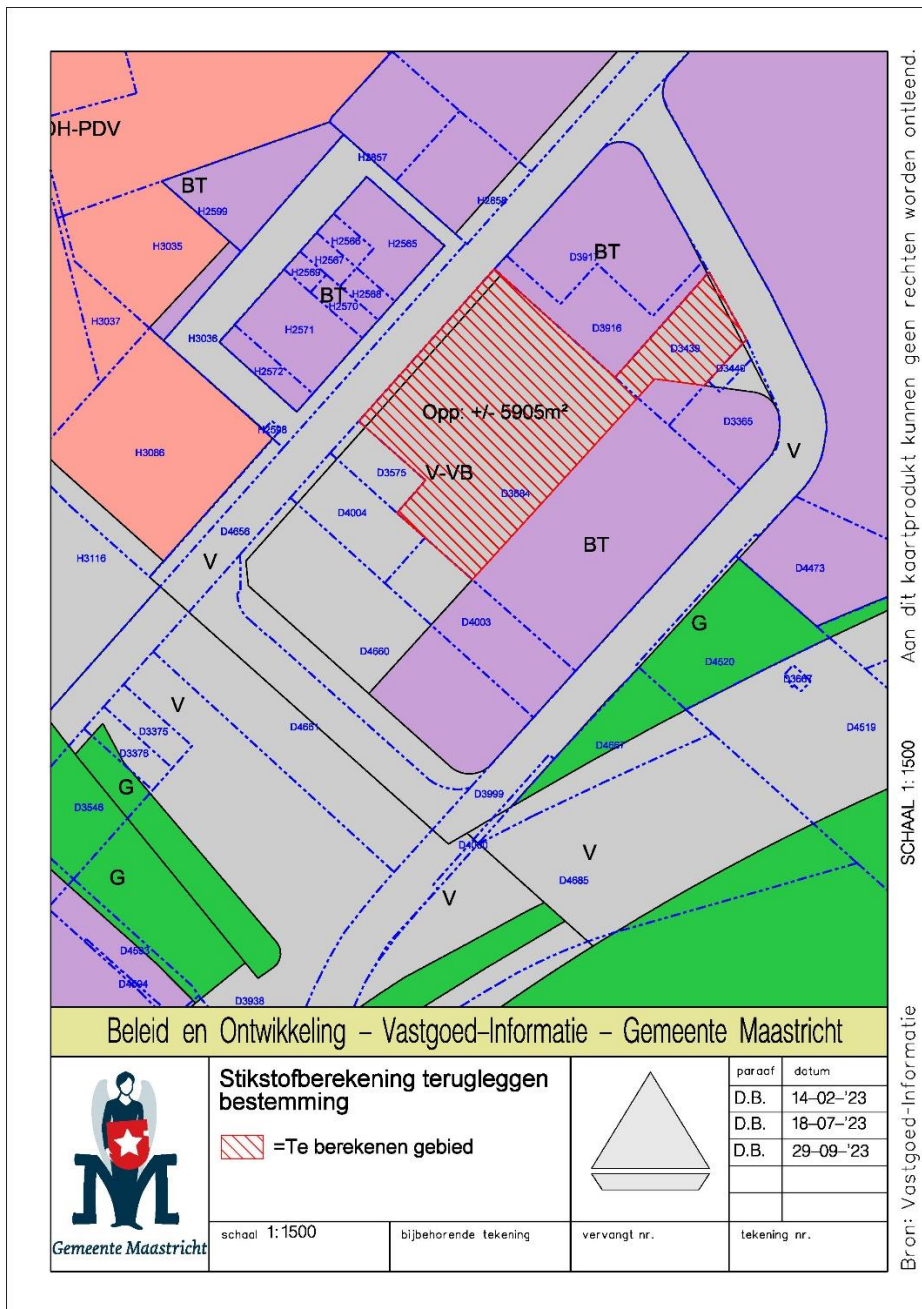 DH-PDV
BT
H2599
H2857
H2858
H3035
H2566
H2565
H2567
H2569
H2568
BT
H2570
H3037
H3036
H2571
H2572
H3086
D391
BT
D3916
D3439
D3440
D3365
Opp: +/- 5905m²
V
D3575
V-VB
D4004
BT
D4656
V
H3116
D4473
G
D4003
D4660
D4520
D4519
V
D3375
D3376
D4661
G
D3546
D3999
V
D4685
G
V
D3938
Beleid en Ontwikkeling – Vastgoed-Informatie – Gemeente Maastricht
Stikstofberekening terugleggen
bestemming
=Te berekenen gebied
Gemeente Maastricht
schaal 1:1500
bijbehorende tekening
vervangt nr.
paraaf datum
D.B. 14-02-'23
D.B. 18-07-'23
D.B. 29-09-'23
tekening nr.
Aan dit kaartprodukt kunnen geen rechten worden ontleend.
SCHAAL 1:1500
Bron: Vastgoed-Informatie